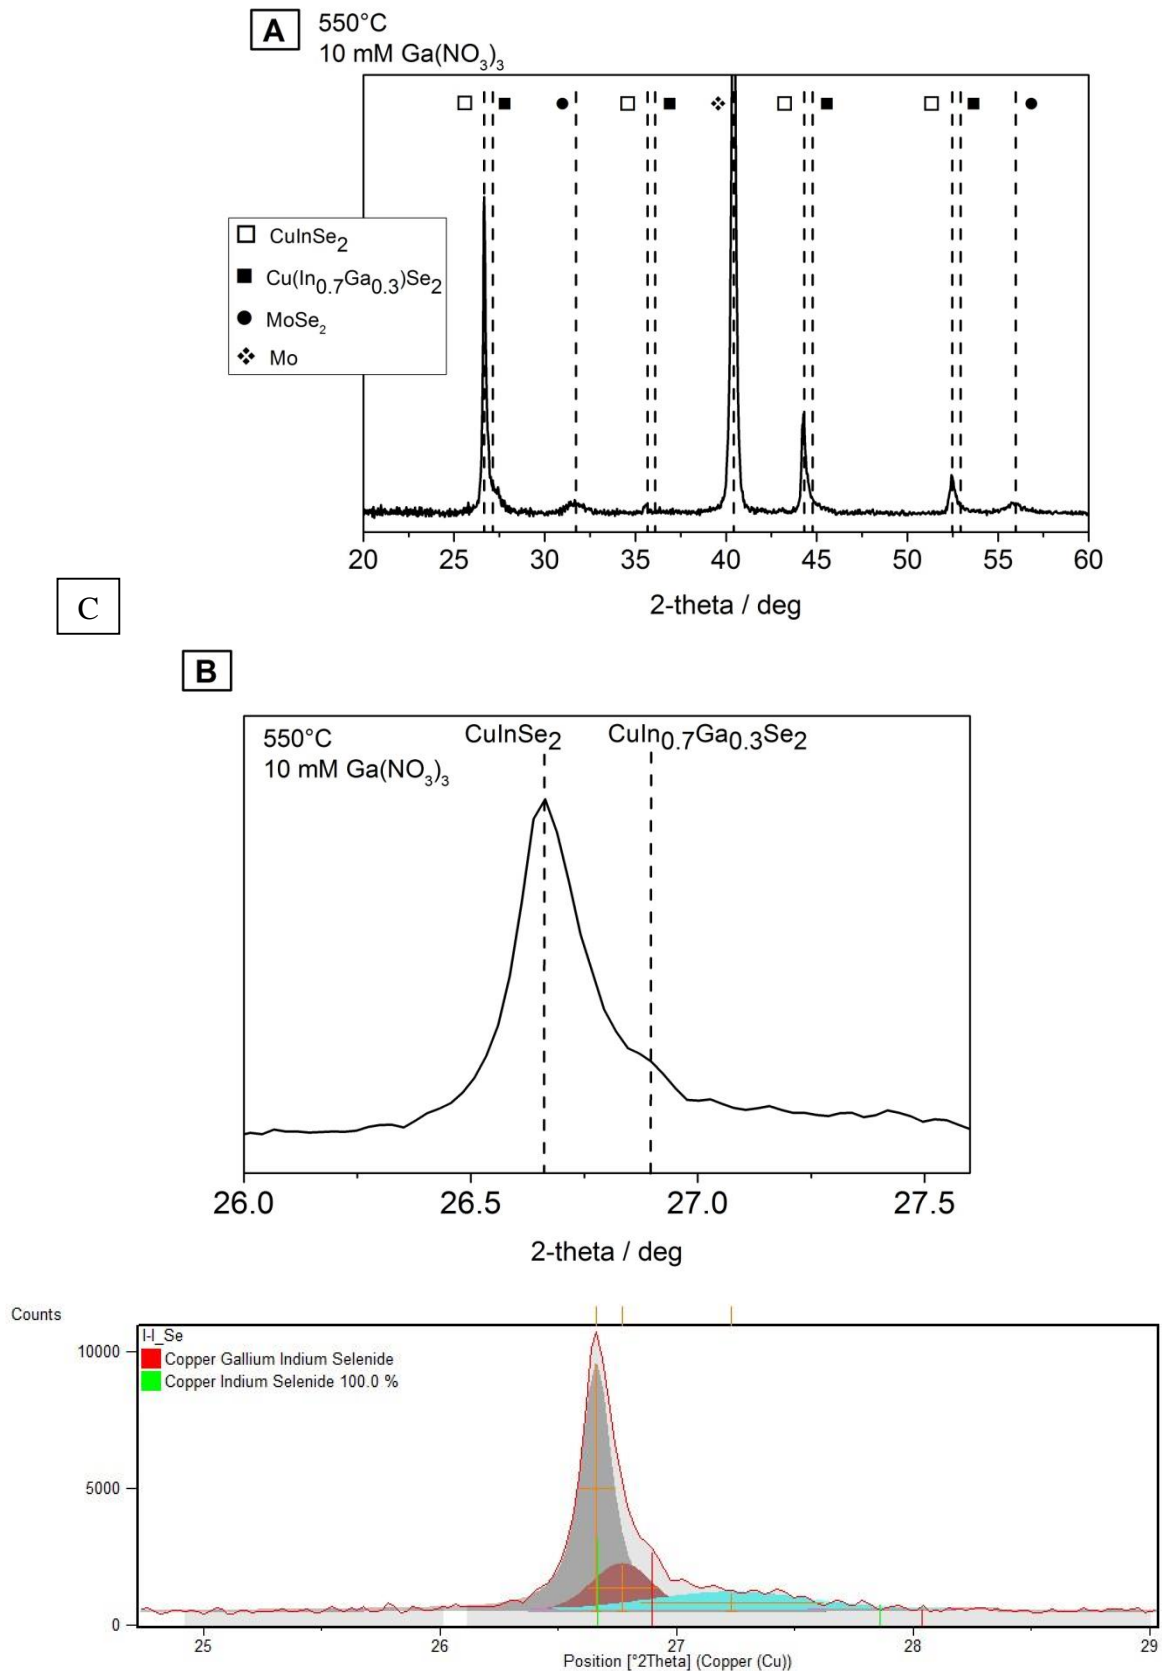 A
550°C
10 mM Ga(NO3)3
CuInSe2
Cu(In0.7Ga0.3)Se2
MoSe2
Mo
20 25 30 35 40 45 50 55 60
2-theta / deg
C
B
550°C
10 mM Ga(NO3)3
CuInSe2 CuIn0.7Ga0.3Se2
26.0 26.5 27.0 27.5
2-theta / deg
Counts
I-I_Se
Copper Gallium Indium Selenide
Copper Indium Selenide 100.0 %
10000
5000
0
25 26 27 28 29
Position [°2Theta] (Copper (Cu))